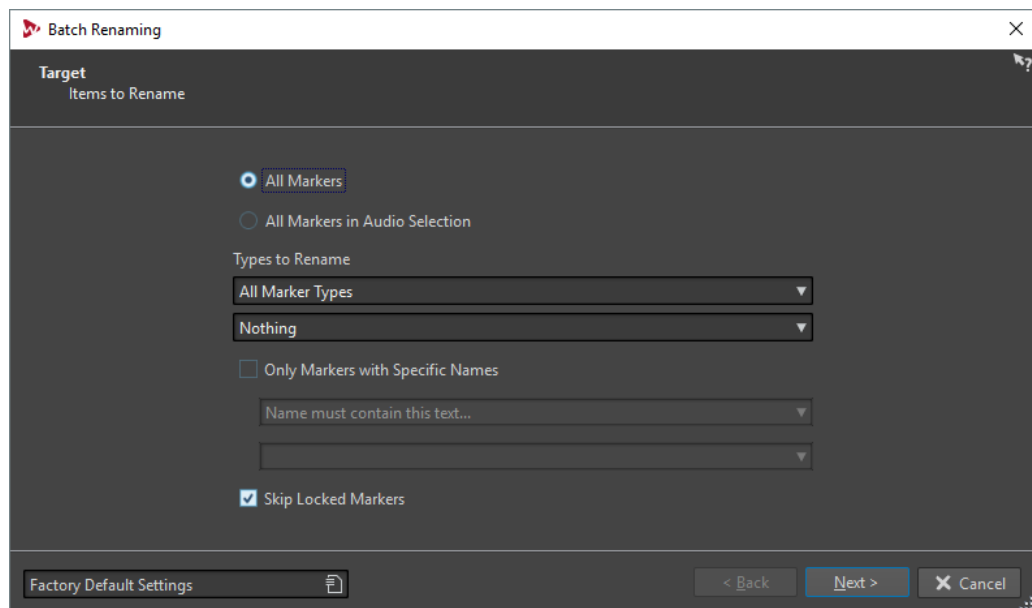 Batch Renaming
Target
Items to Rename
All Markers
All Markers in Audio Selection
Types to Rename
All Marker Types
Nothing
Only Markers with Specific Names
Name must contain this text...
Skip Locked Markers
Factory Default Settings
< Back Next > Cancel